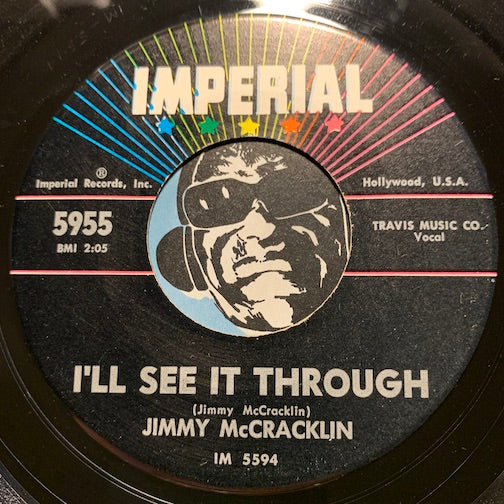 IMPERIAL
®
Imperial Records, Inc.
Hollywood, U.S.A.
5955
BMI 2:05
TRAVIS MUSIC CO.
Vocal
I'LL SEE IT THROUGH
(Jimmy McCracklin)
JIMMY McCRACKLIN
IM 5594